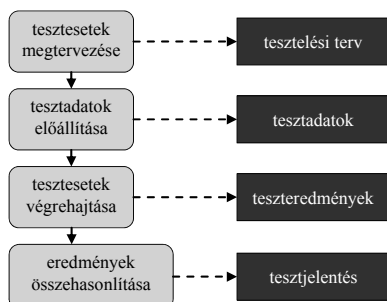 tesztesetek
megtervezése
tesztelési terv
tesztadatok
előállítása
tesztadatok
tesztesetek
végrehajtása
teszteredmények
eredmények
összehasonlítása
tesztjelentés